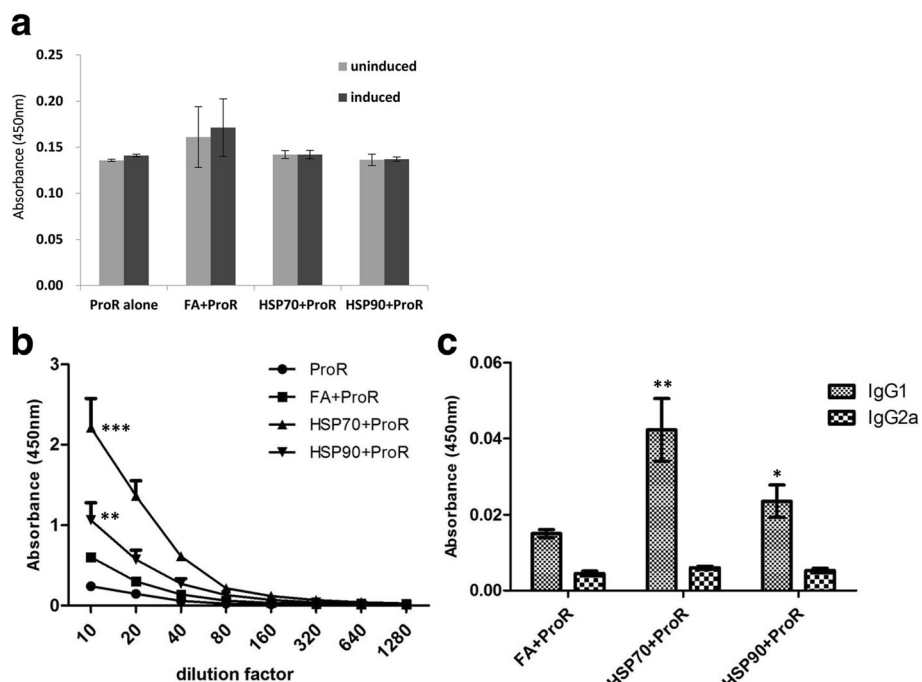 a
uninduced
induced
Absorbance (450nm)
0.25
0.20
0.15
0.10
0.05
0.00
ProR alone FA+ProR HSP70+ProR HSP90+ProR
b
Absorbance (450nm)
3
2
1
0
ProR
FA+ProR
HSP70+ProR
HSP90+ProR
***
**
10 20 40 80 160 320 640 1280
dilution factor
c
Absorbance (450nm)
0.06
0.04
0.02
0.00
IgG1
IgG2a
**
*
FA+ProR
HSP70+ProR
HSP90+ProR